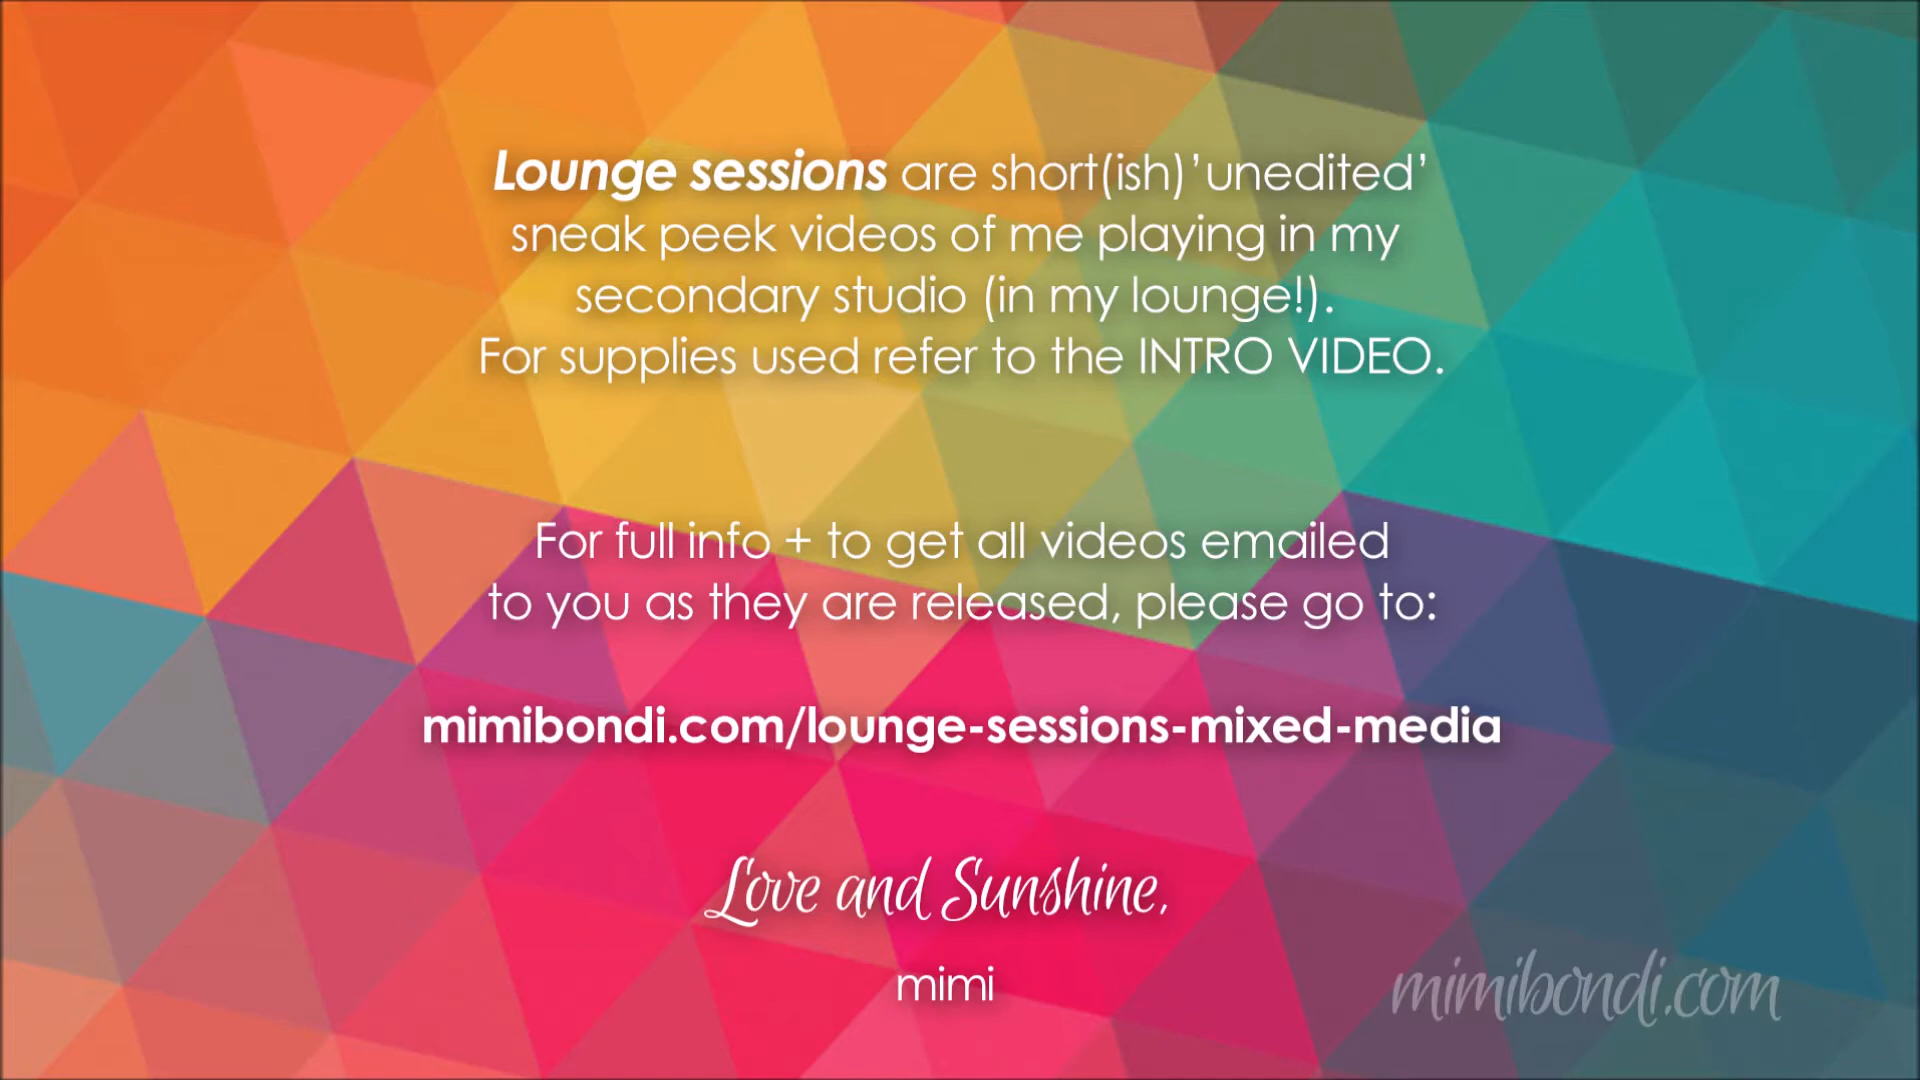 Lounge sessions are short(ish)’unedited’
sneak peek videos of me playing in my
secondary studio (in my lounge!).
For supplies used refer to the INTRO VIDEO.
For full info + to get all videos emailed
to you as they are released, please go to:
mimibondi.com/lounge-sessions-mixed-media
Love and Sunshine,
mimi
mimibondi.com